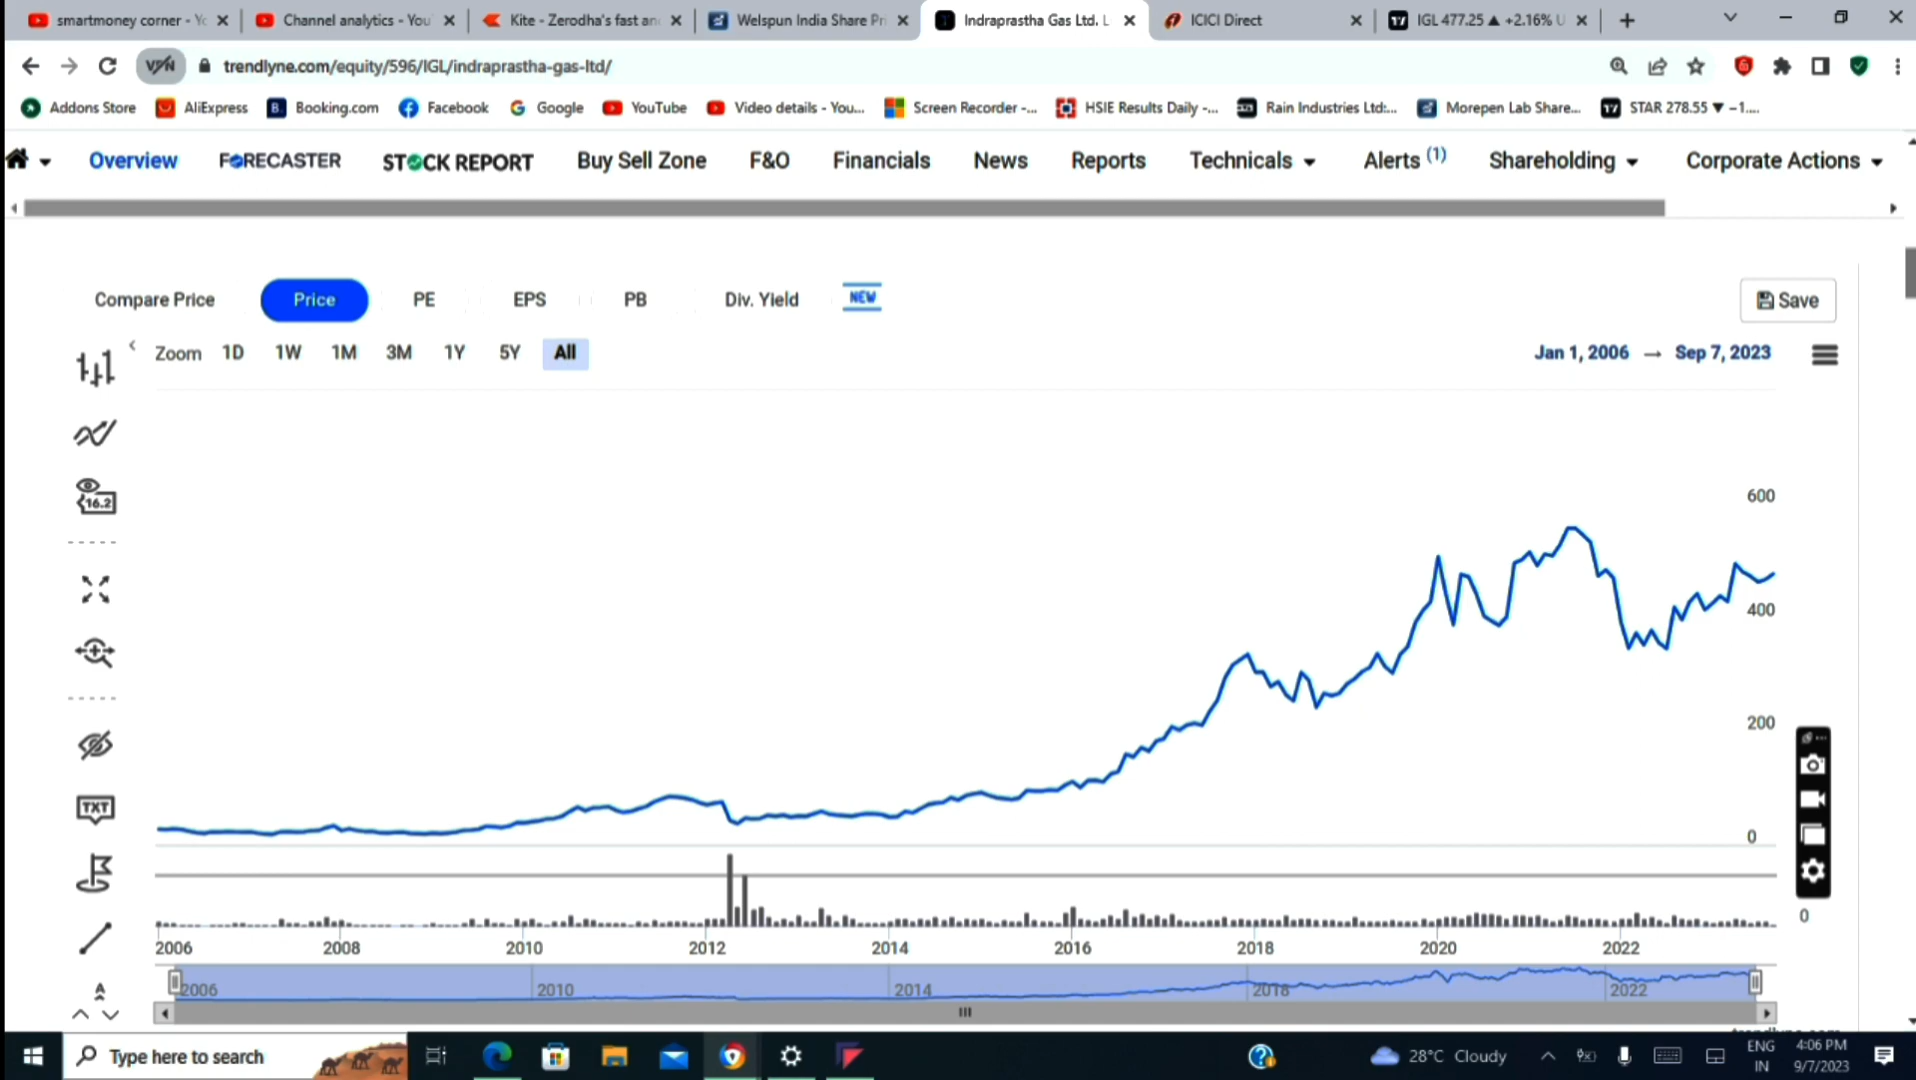 smartmoney corner - Yo
Channel analytics - You
Kite - Zerodha's fast an
Welspun India Share Pri
Indraprastha Gas Ltd. L
ICICI Direct
IGL 477.25 ▲ +2.16% U
VPN
trendlyne.com/equity/596/IGL/indraprastha-gas-ltd/
Addons Store
AliExpress
Booking.com
Facebook
Google
YouTube
Video details - You...
Screen Recorder -...
HSIE Results Daily -...
Rain Industries Ltd:...
Morepen Lab Share...
STAR 278.55 ▼ −1....
Overview
FORECASTER
STOCK REPORT
Buy Sell Zone
F&O
Financials
News
Reports
Technicals
Alerts (1)
Shareholding
Corporate Actions
Compare Price
Price
PE
EPS
PB
Div. Yield
NEW
Save
Zoom 1D 1W 1M 3M 1Y 5Y All
Jan 1, 2006 → Sep 7, 2023
16.2
600
400
200
0
TXT
0
2006 2008 2010 2012 2014 2016 2018 2020 2022
2006 2010 2014 2018 2022
Type here to search
28°C Cloudy
ENG
IN
4:06 PM
9/7/2023